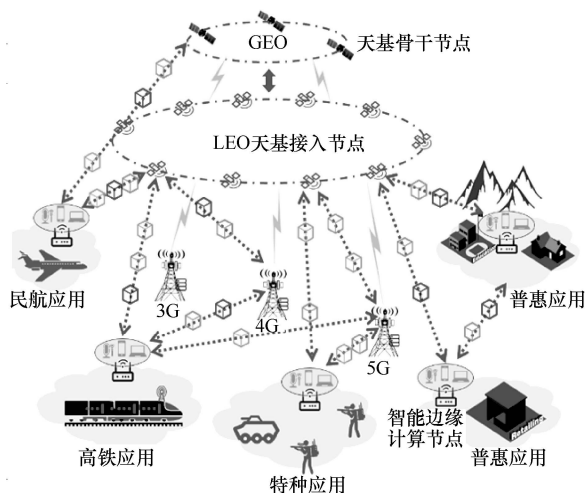 GEO
天基骨干节点
LEO天基接入节点
民航应用
3G
4G
5G
普惠应用
高铁应用
特种应用
智能边缘
计算节点
普惠应用
Retailing